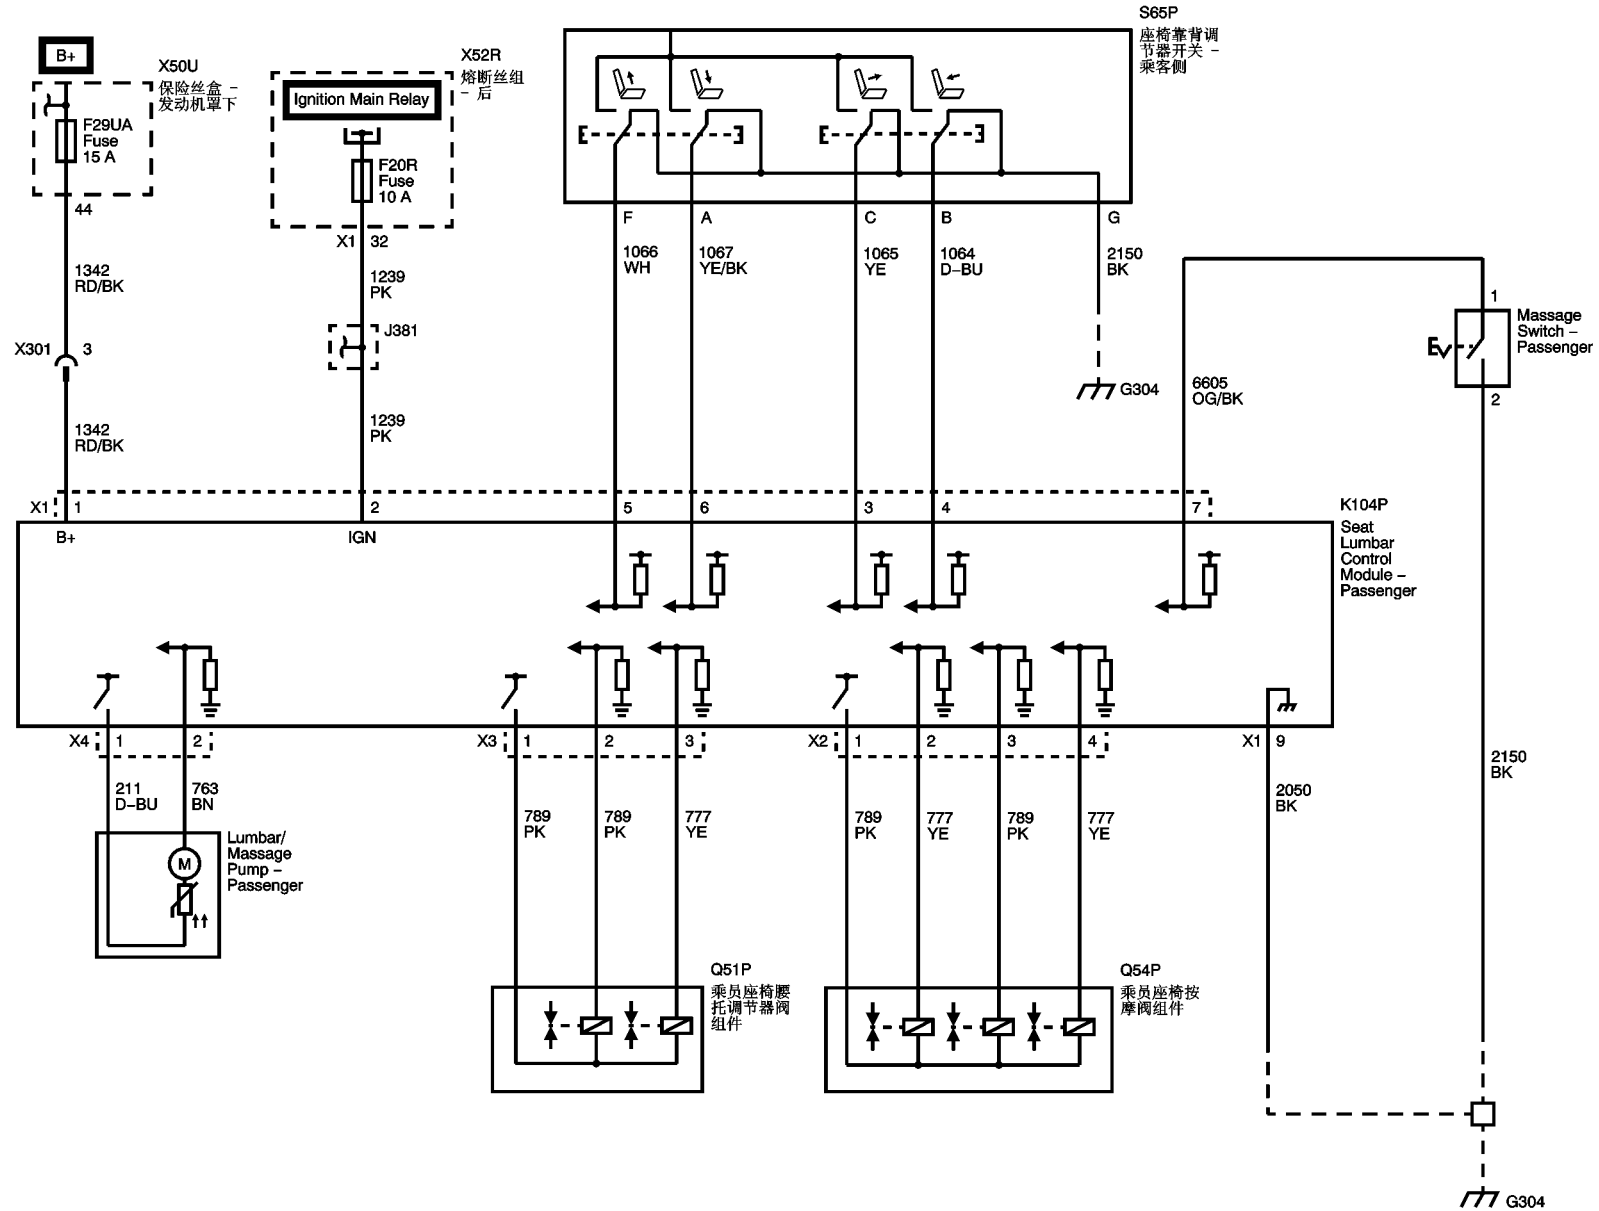 B+
X50U
保险丝盒 -
发动机罩下
F29UA
Fuse
15 A
44
1342
RD/BK
X301
3
1342
RD/BK
X52R
熔断丝组
- 后
Ignition Main Relay
F20R
Fuse
10 A
X1
32
1239
PK
J381
1239
PK
S65P
座椅靠背调
节器开关 -
乘客侧
F
A
C
B
G
1066
WH
1067
YE/BK
1065
YE
1064
D–BU
2150
BK
G304
6605
OG/BK
1
Massage
Switch –
Passenger
2
X1
1
2
5
6
3
4
7
B+
IGN
K104P
Seat
Lumbar
Control
Module –
Passenger
X4
1
2
X3
1
2
3
X2
1
2
3
4
X1
9
211
D–BU
763
BN
789
PK
789
PK
777
YE
789
PK
777
YE
789
PK
777
YE
2050
BK
2150
BK
Lumbar/
Massage
Pump –
Passenger
M
Q51P
乘员座椅腰
托调节器阀
组件
Q54P
乘员座椅按
摩阀组件
G304